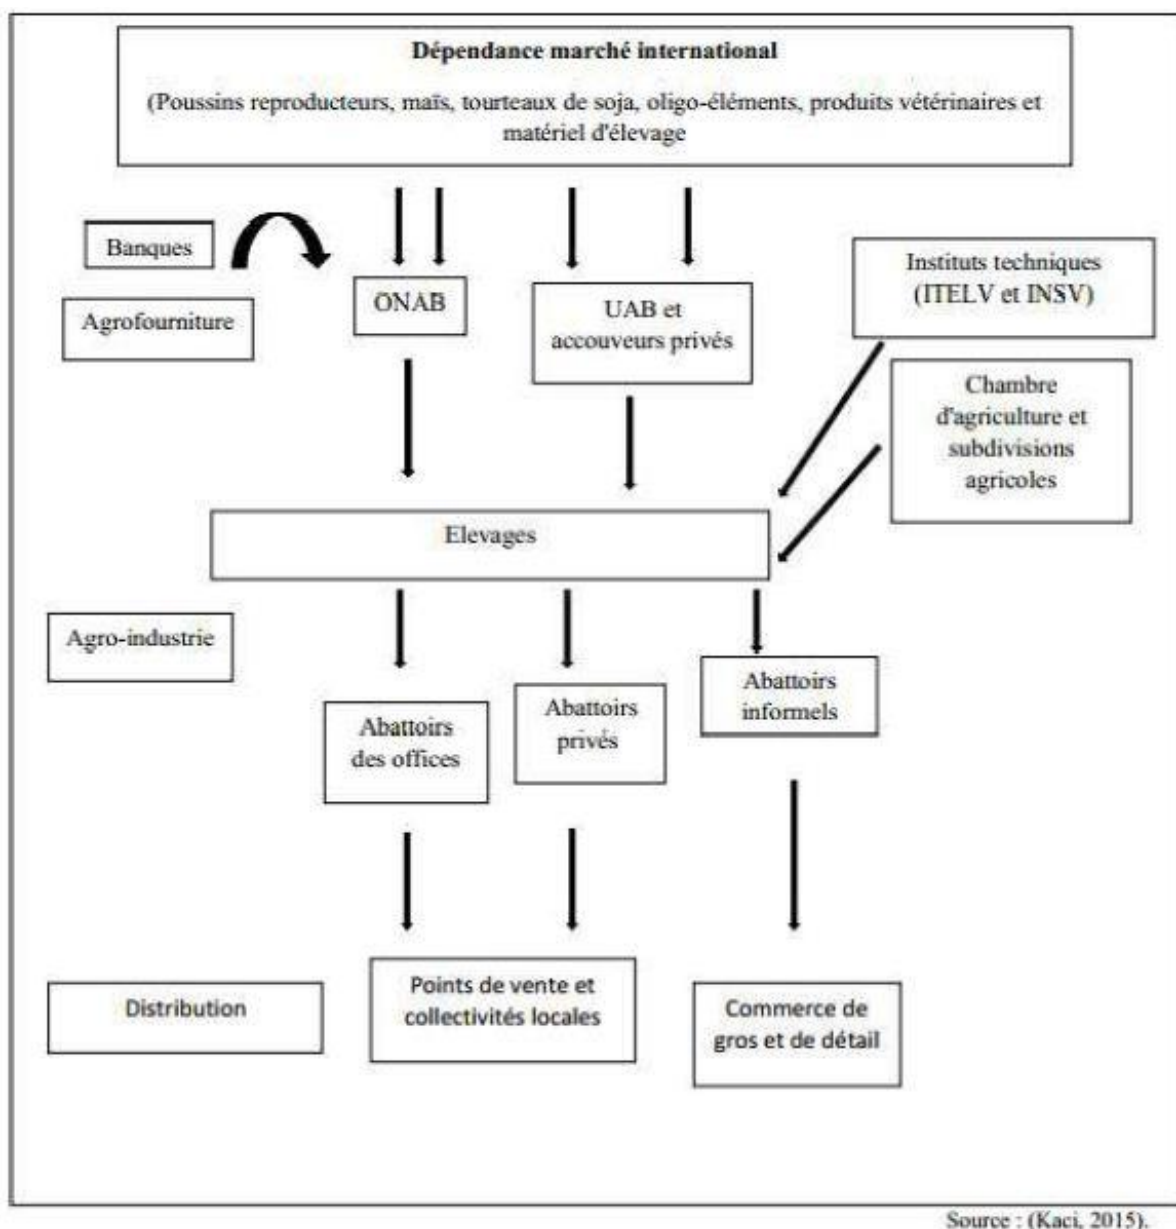 Dépendance marché international
(Poussins reproducteurs, maïs, tourteaux de soja, oligo-éléments, produits vétérinaires et
matériel d'élevage
Banques
Agrofourniture
ONAB
UAB et
accouveurs privés
Instituts techniques
(ITELV et INSV)
Chambre
d'agriculture et
subdivisions
agricoles
Elevages
Agro-industrie
Abattoirs
des offices
Abattoirs
privés
Abattoirs
informels
Distribution
Points de vente et
collectivités locales
Commerce de
gros et de détail
Source : (Kaci, 2015).